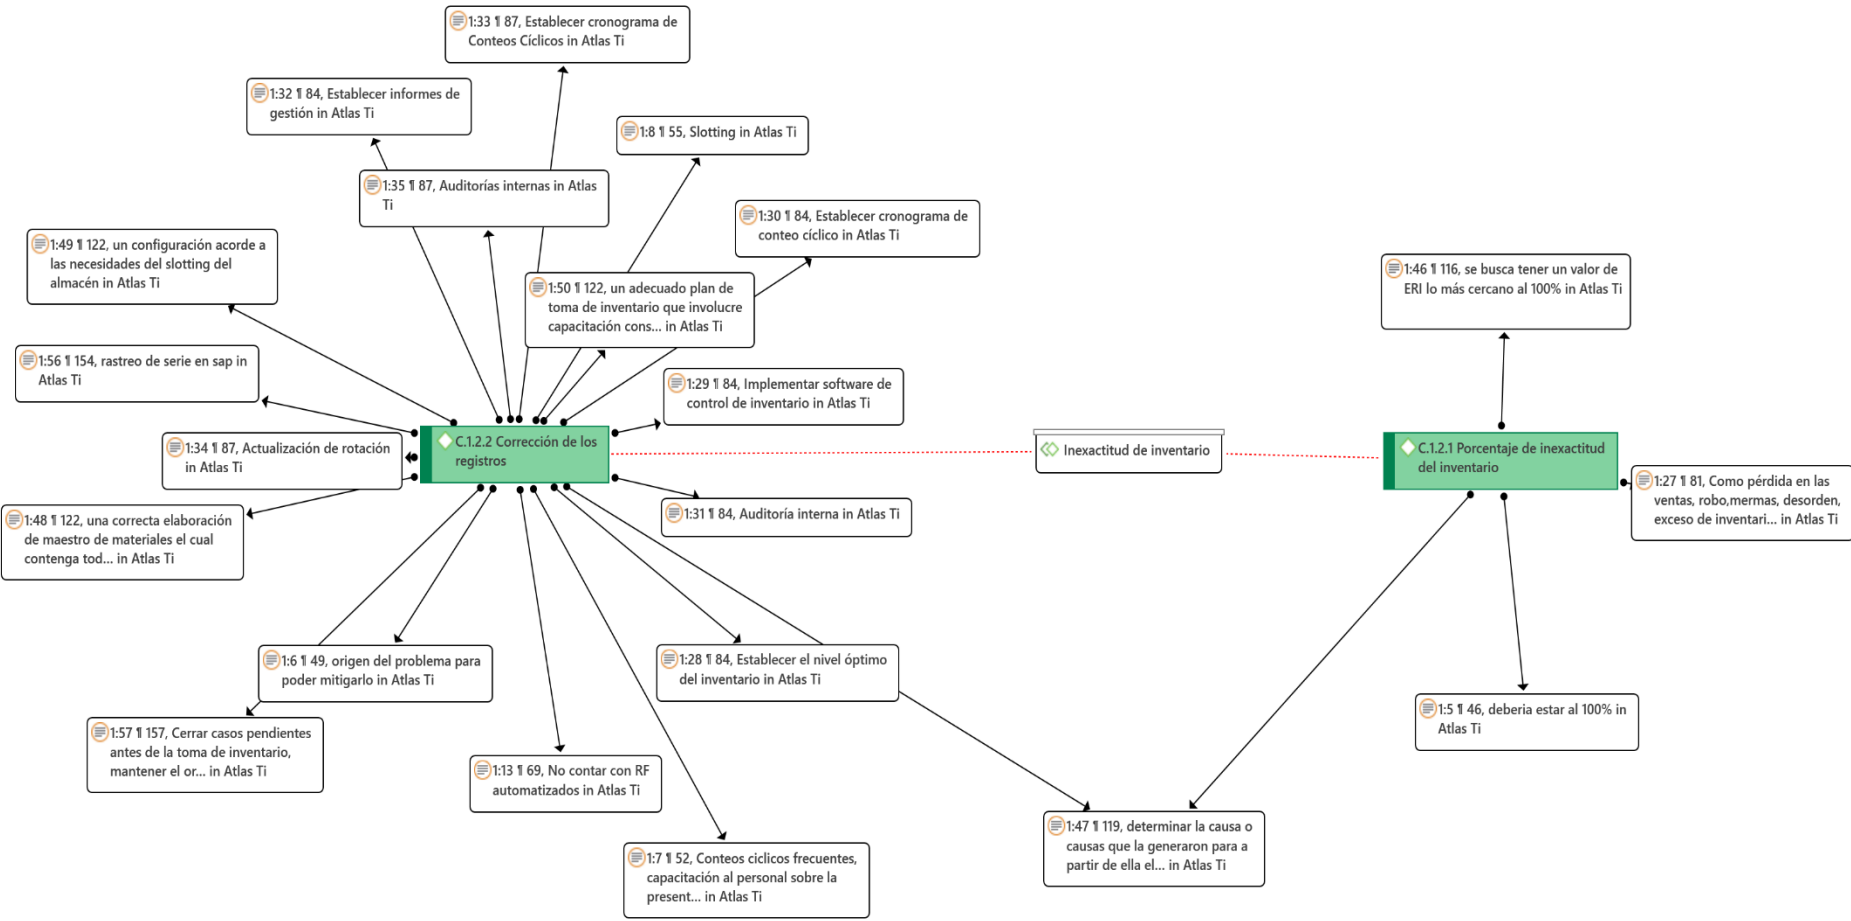 1:33 ¶ 87, Establecer cronograma de
Conteos Cíclicos in Atlas Ti
1:32 ¶ 84, Establecer informes de
gestión in Atlas Ti
1:8 ¶ 55, Slotting in Atlas Ti
1:35 ¶ 87, Auditorías internas in Atlas
Ti
1:30 ¶ 84, Establecer cronograma de
conteo cíclico in Atlas Ti
1:49 ¶ 122, un configuración acorde a
las necesidades del slotting del
almacén in Atlas Ti
1:50 ¶ 122, un adecuado plan de
toma de inventario que involucre
capacitación cons... in Atlas Ti
1:46 ¶ 116, se busca tener un valor de
ERI lo más cercano al 100% in Atlas Ti
1:56 ¶ 154, rastreo de serie en sap in
Atlas Ti
1:29 ¶ 84, Implementar software de
control de inventario in Atlas Ti
1:34 ¶ 87, Actualización de rotación
in Atlas Ti
C.1.2.2 Corrección de los
registros
Inexactitud de inventario
C.1.2.1 Porcentaje de inexactitud
del inventario
1:27 ¶ 81, Como pérdida en las
ventas, robo,mermas, desorden,
exceso de inventari... in Atlas Ti
1:48 ¶ 122, una correcta elaboración
de maestro de materiales el cual
contenga tod... in Atlas Ti
1:31 ¶ 84, Auditoría interna in Atlas Ti
1:6 ¶ 49, origen del problema para
poder mitigarlo in Atlas Ti
1:28 ¶ 84, Establecer el nivel óptimo
del inventario in Atlas Ti
1:5 ¶ 46, deberia estar al 100% in
Atlas Ti
1:57 ¶ 157, Cerrar casos pendientes
antes de la toma de inventario,
mantener el or... in Atlas Ti
1:13 ¶ 69, No contar con RF
automatizados in Atlas Ti
1:47 ¶ 119, determinar la causa o
causas que la generaron para a
partir de ella el... in Atlas Ti
1:7 ¶ 52, Conteos ciclicos frecuentes,
capacitación al personal sobre la
present... in Atlas Ti